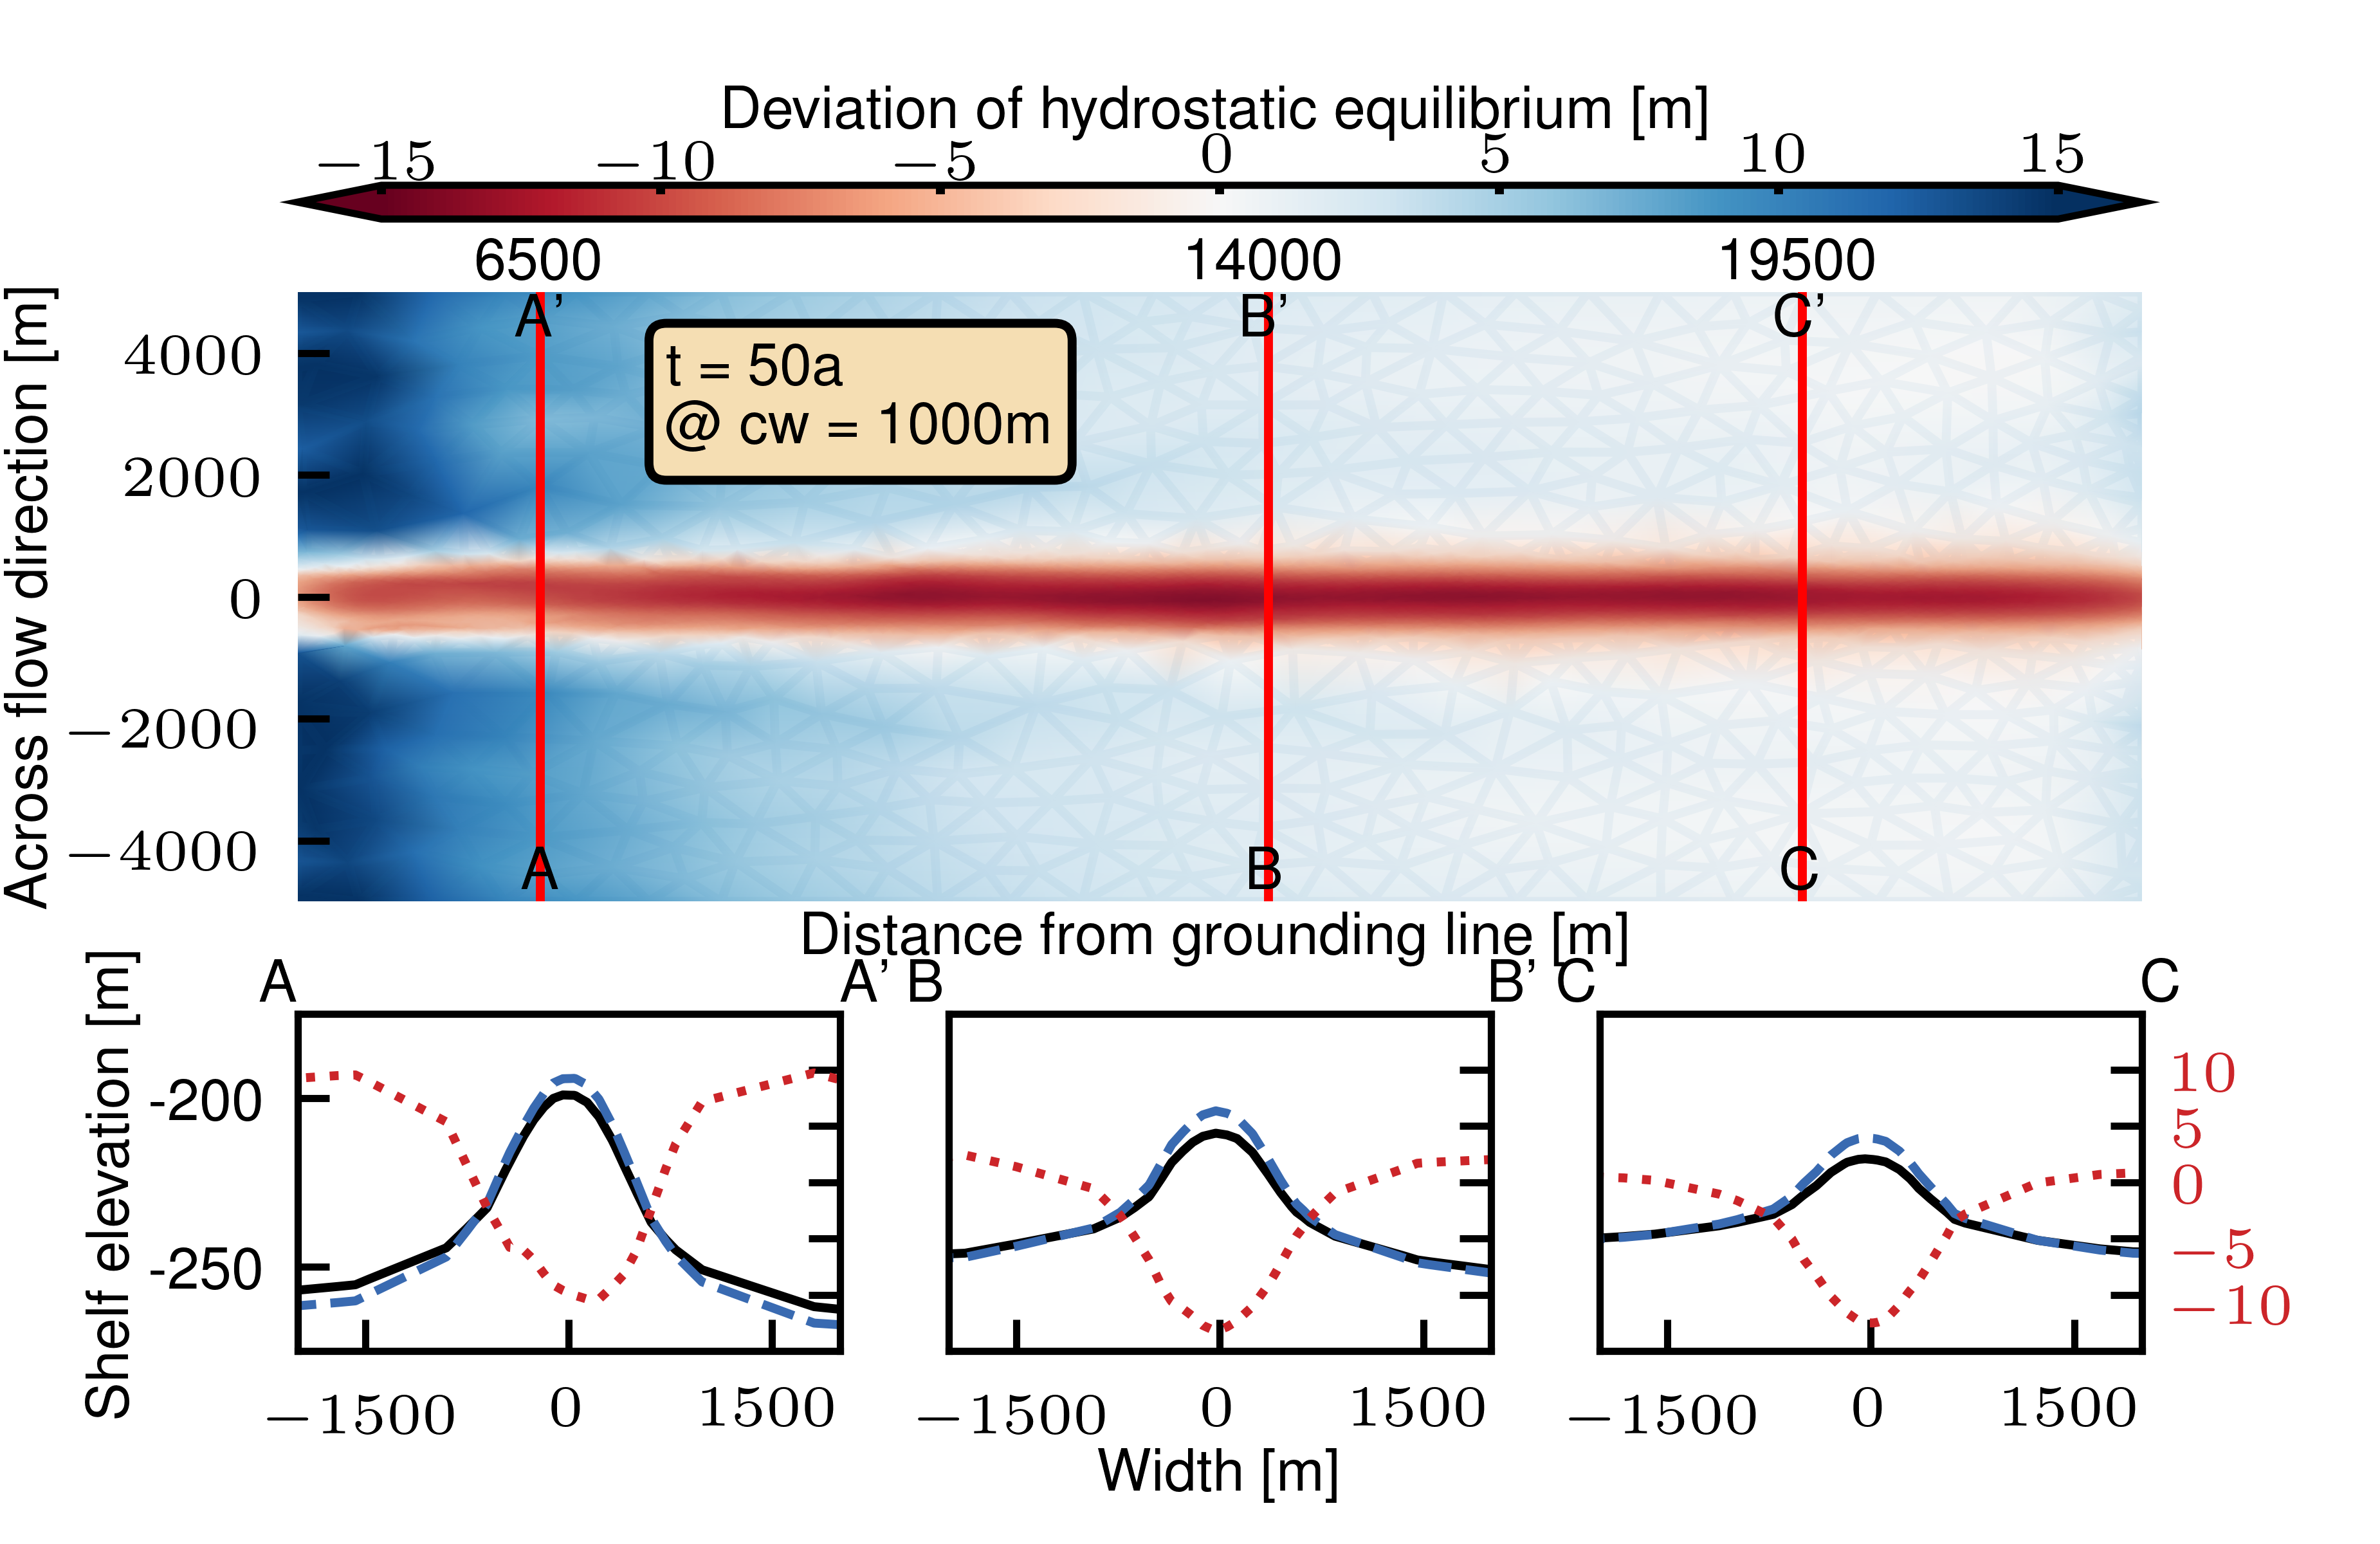 Deviation of hydrostatic equilibrium [m]
−15 −10 −5 0 5 10 15
6500 14000 19500
A’ B’ C’
Across flow direction [m]
4000
2000
0
−2000
−4000
t = 50a
@ cw = 1000m
A B C
Distance from grounding line [m]
A A’ B B’ C C
Shelf elevation [m]
-200
-250
10
5
0
−5
−10
−1500 0 1500 −1500 0 1500 −1500 0 1500
Width [m]